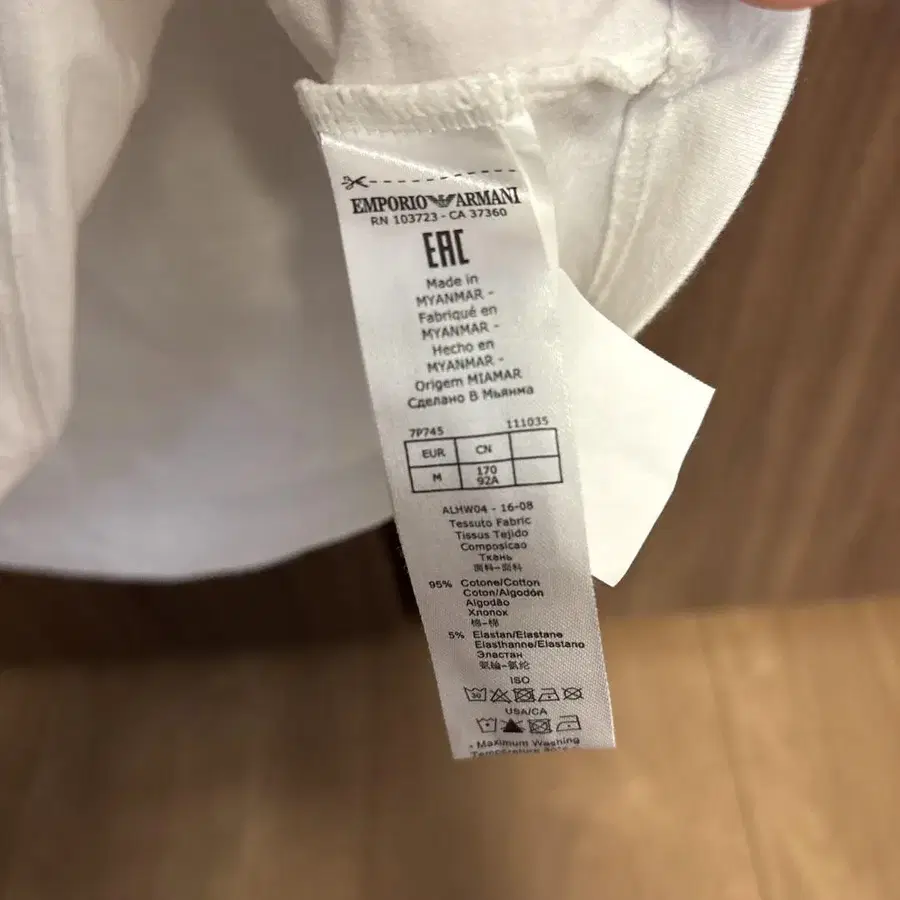 EMPORIO ARMANI
RN 103723 - CA 37360
EAC
Made in
MYANMAR -
Fabriqué en
MYANMAR -
Hecho en
MYANMAR -
Origem MIAMAR
Сделано В Мьянма
7P745 111035
EUR CN
M 170
92A
ALHW04 - 16-08
Tessuto Fabric
Tissus Tejido
Composicao
Ткань
面料-面料
95% Cotone/Cotton
Coton/Algodón
Algodão
Хлопок
棉-棉
5% Elastan/Elastane
Elasthanne/Elastano
Эластан
氨綸-氨纶
ISO
30
USA/CA
- Maximum Washing
Temperature